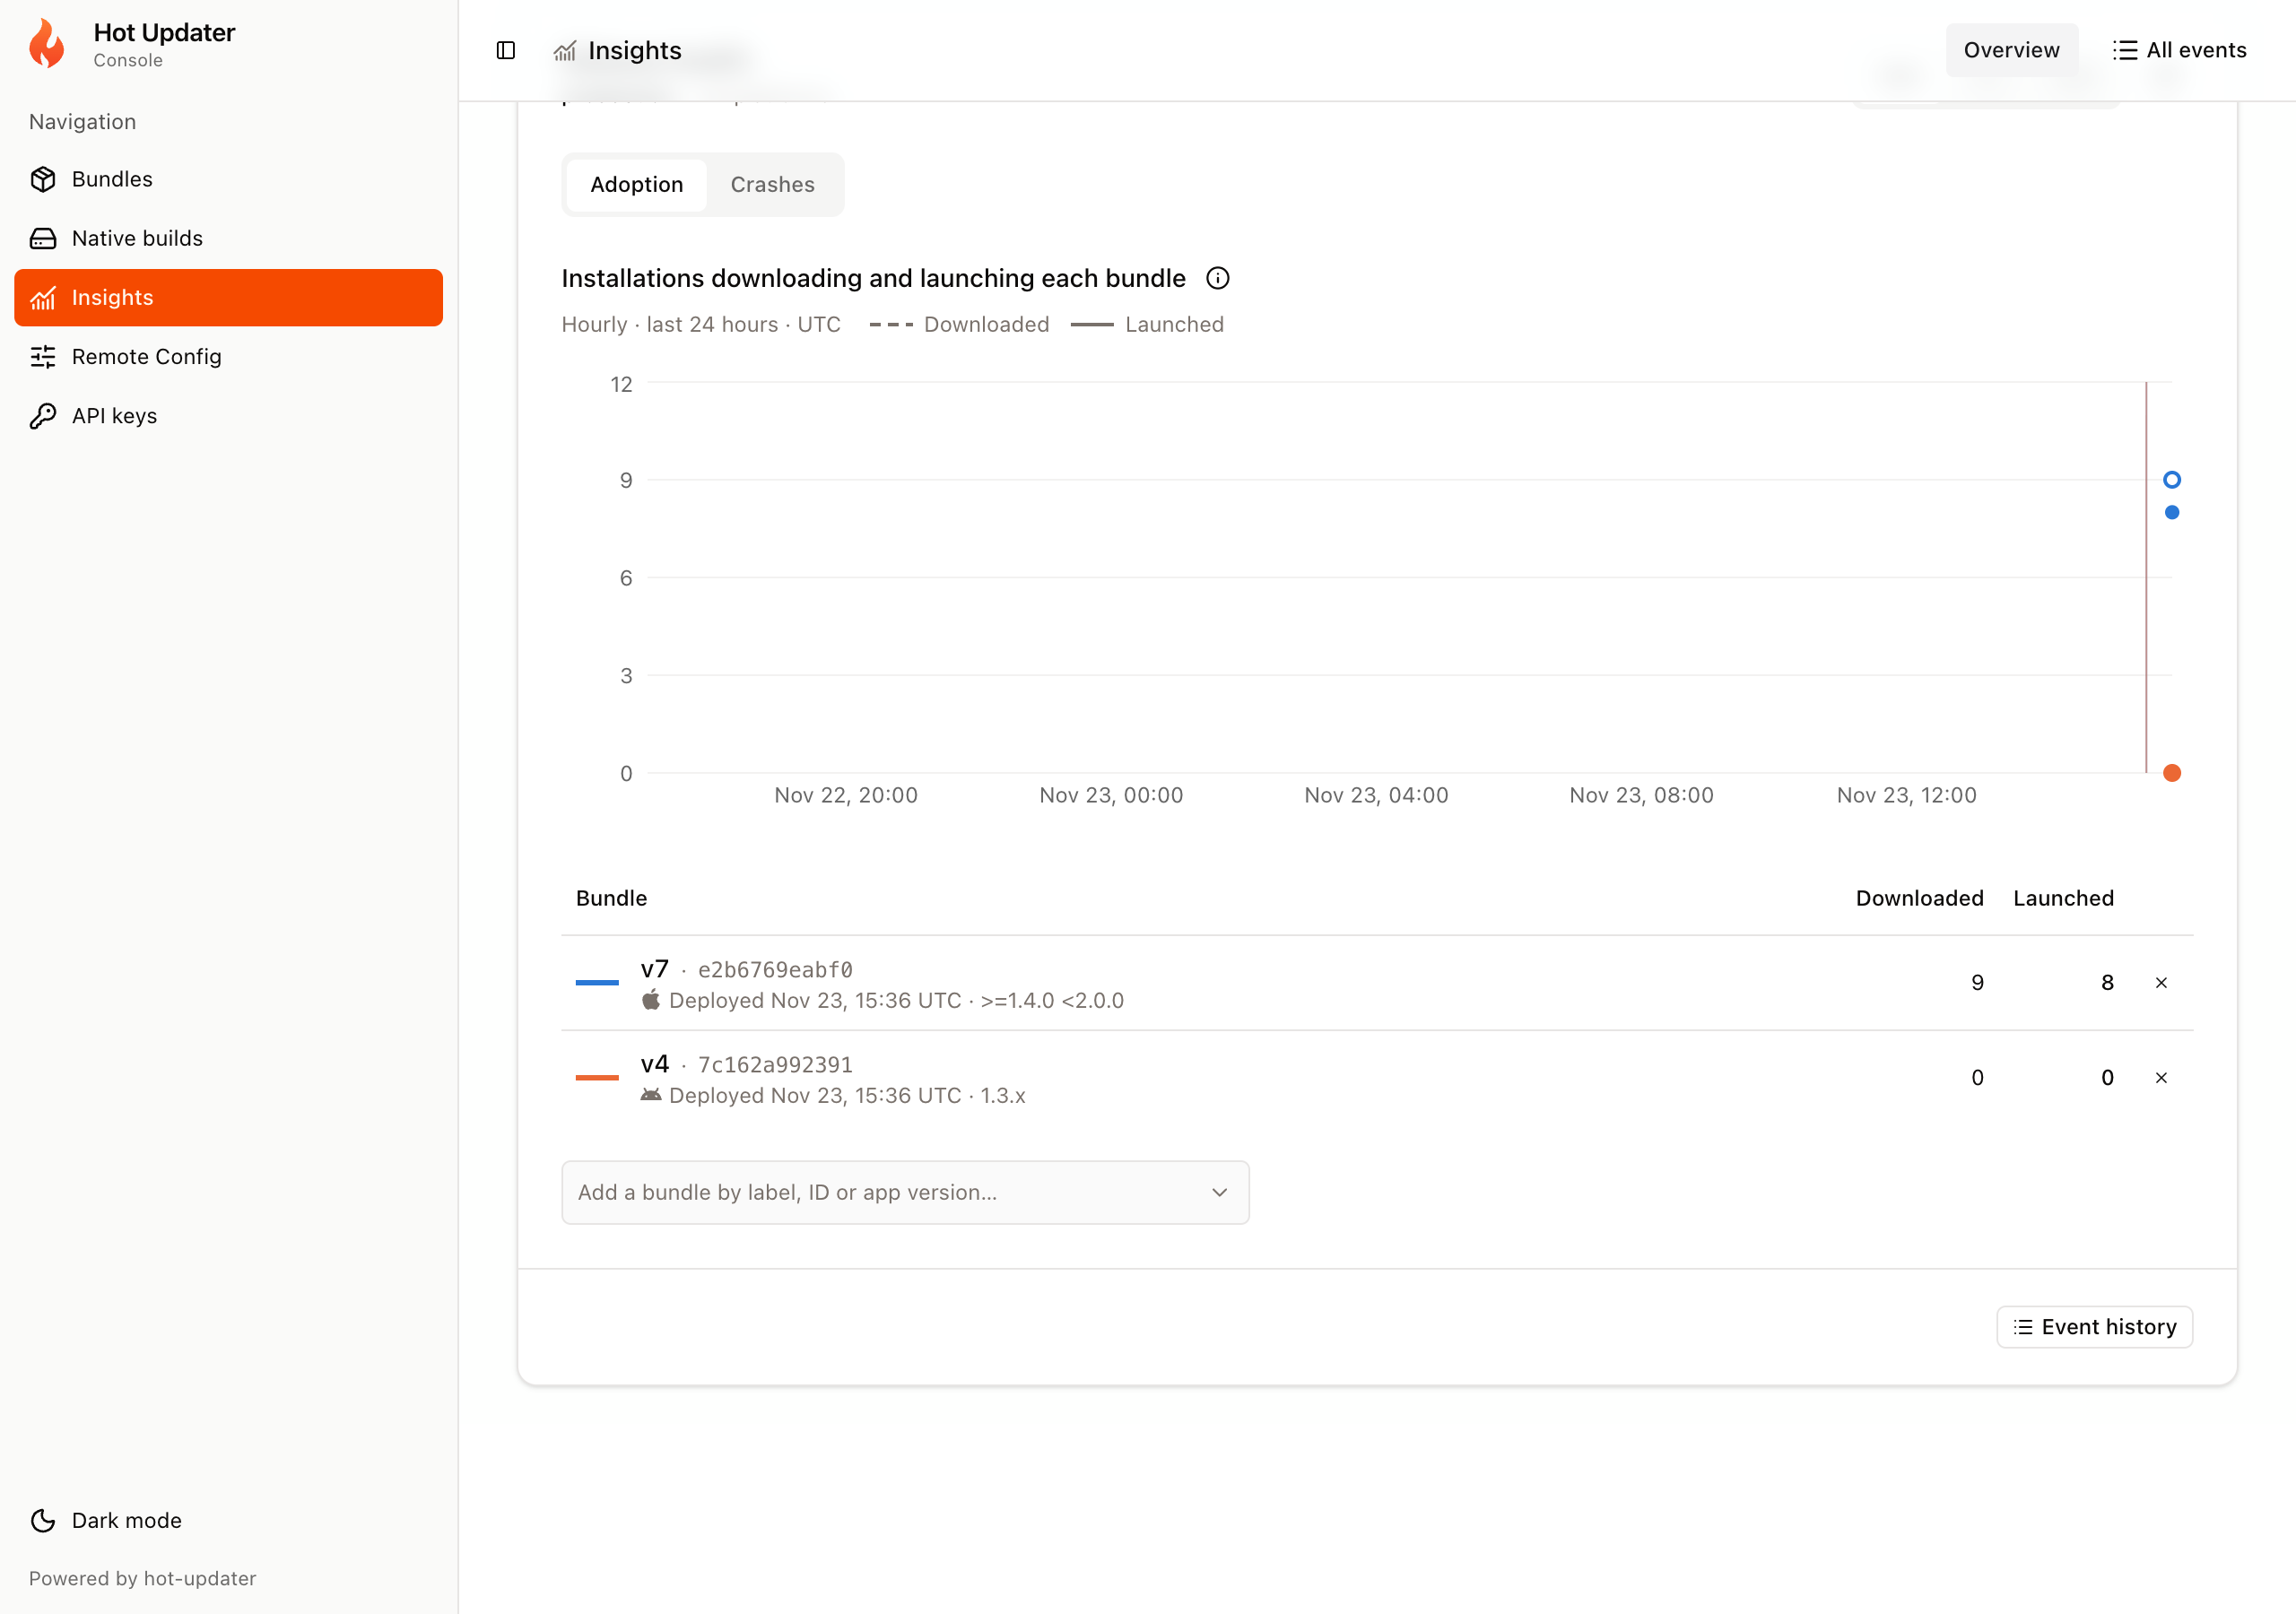 Hot Updater
Console
Navigation
Bundles
Native builds
Insights
Remote Config
API keys
Dark mode
Powered by hot-updater
Insights
Overview
All events
Adoption
Crashes
Installations downloading and launching each bundle
Hourly · last 24 hours · UTC
Downloaded
Launched
12
9
6
3
0
Nov 22, 20:00
Nov 23, 00:00
Nov 23, 04:00
Nov 23, 08:00
Nov 23, 12:00
Bundle Downloaded Launched
v7 · e2b6769eabf0
Deployed Nov 23, 15:36 UTC · >=1.4.0 <2.0.0
9 8 ×
v4 · 7c162a992391
Deployed Nov 23, 15:36 UTC · 1.3.x
0 0 ×
Add a bundle by label, ID or app version...
Event history